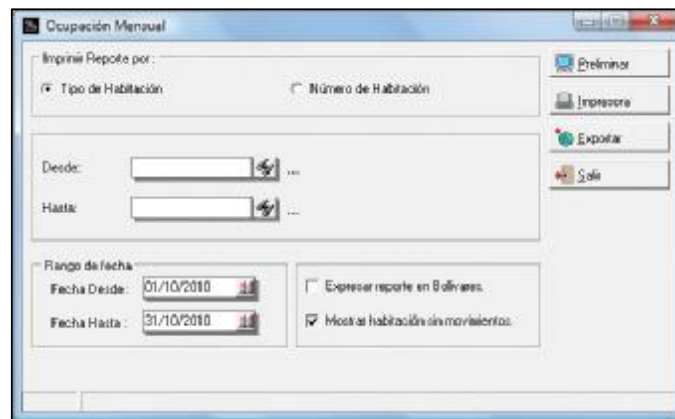 Ocupación Mensual
Imprimir Reporte por :
Tipo de Habitación
Número de Habitación
Preliminar
Impresora
Exportar
Salir
Desde:
...
Hasta:
...
Rango de fecha
Fecha Desde :
01/10/2010
Fecha Hasta :
31/10/2010
Expresar reporte en Bolívares.
Mostrar habitación sin movimientos.